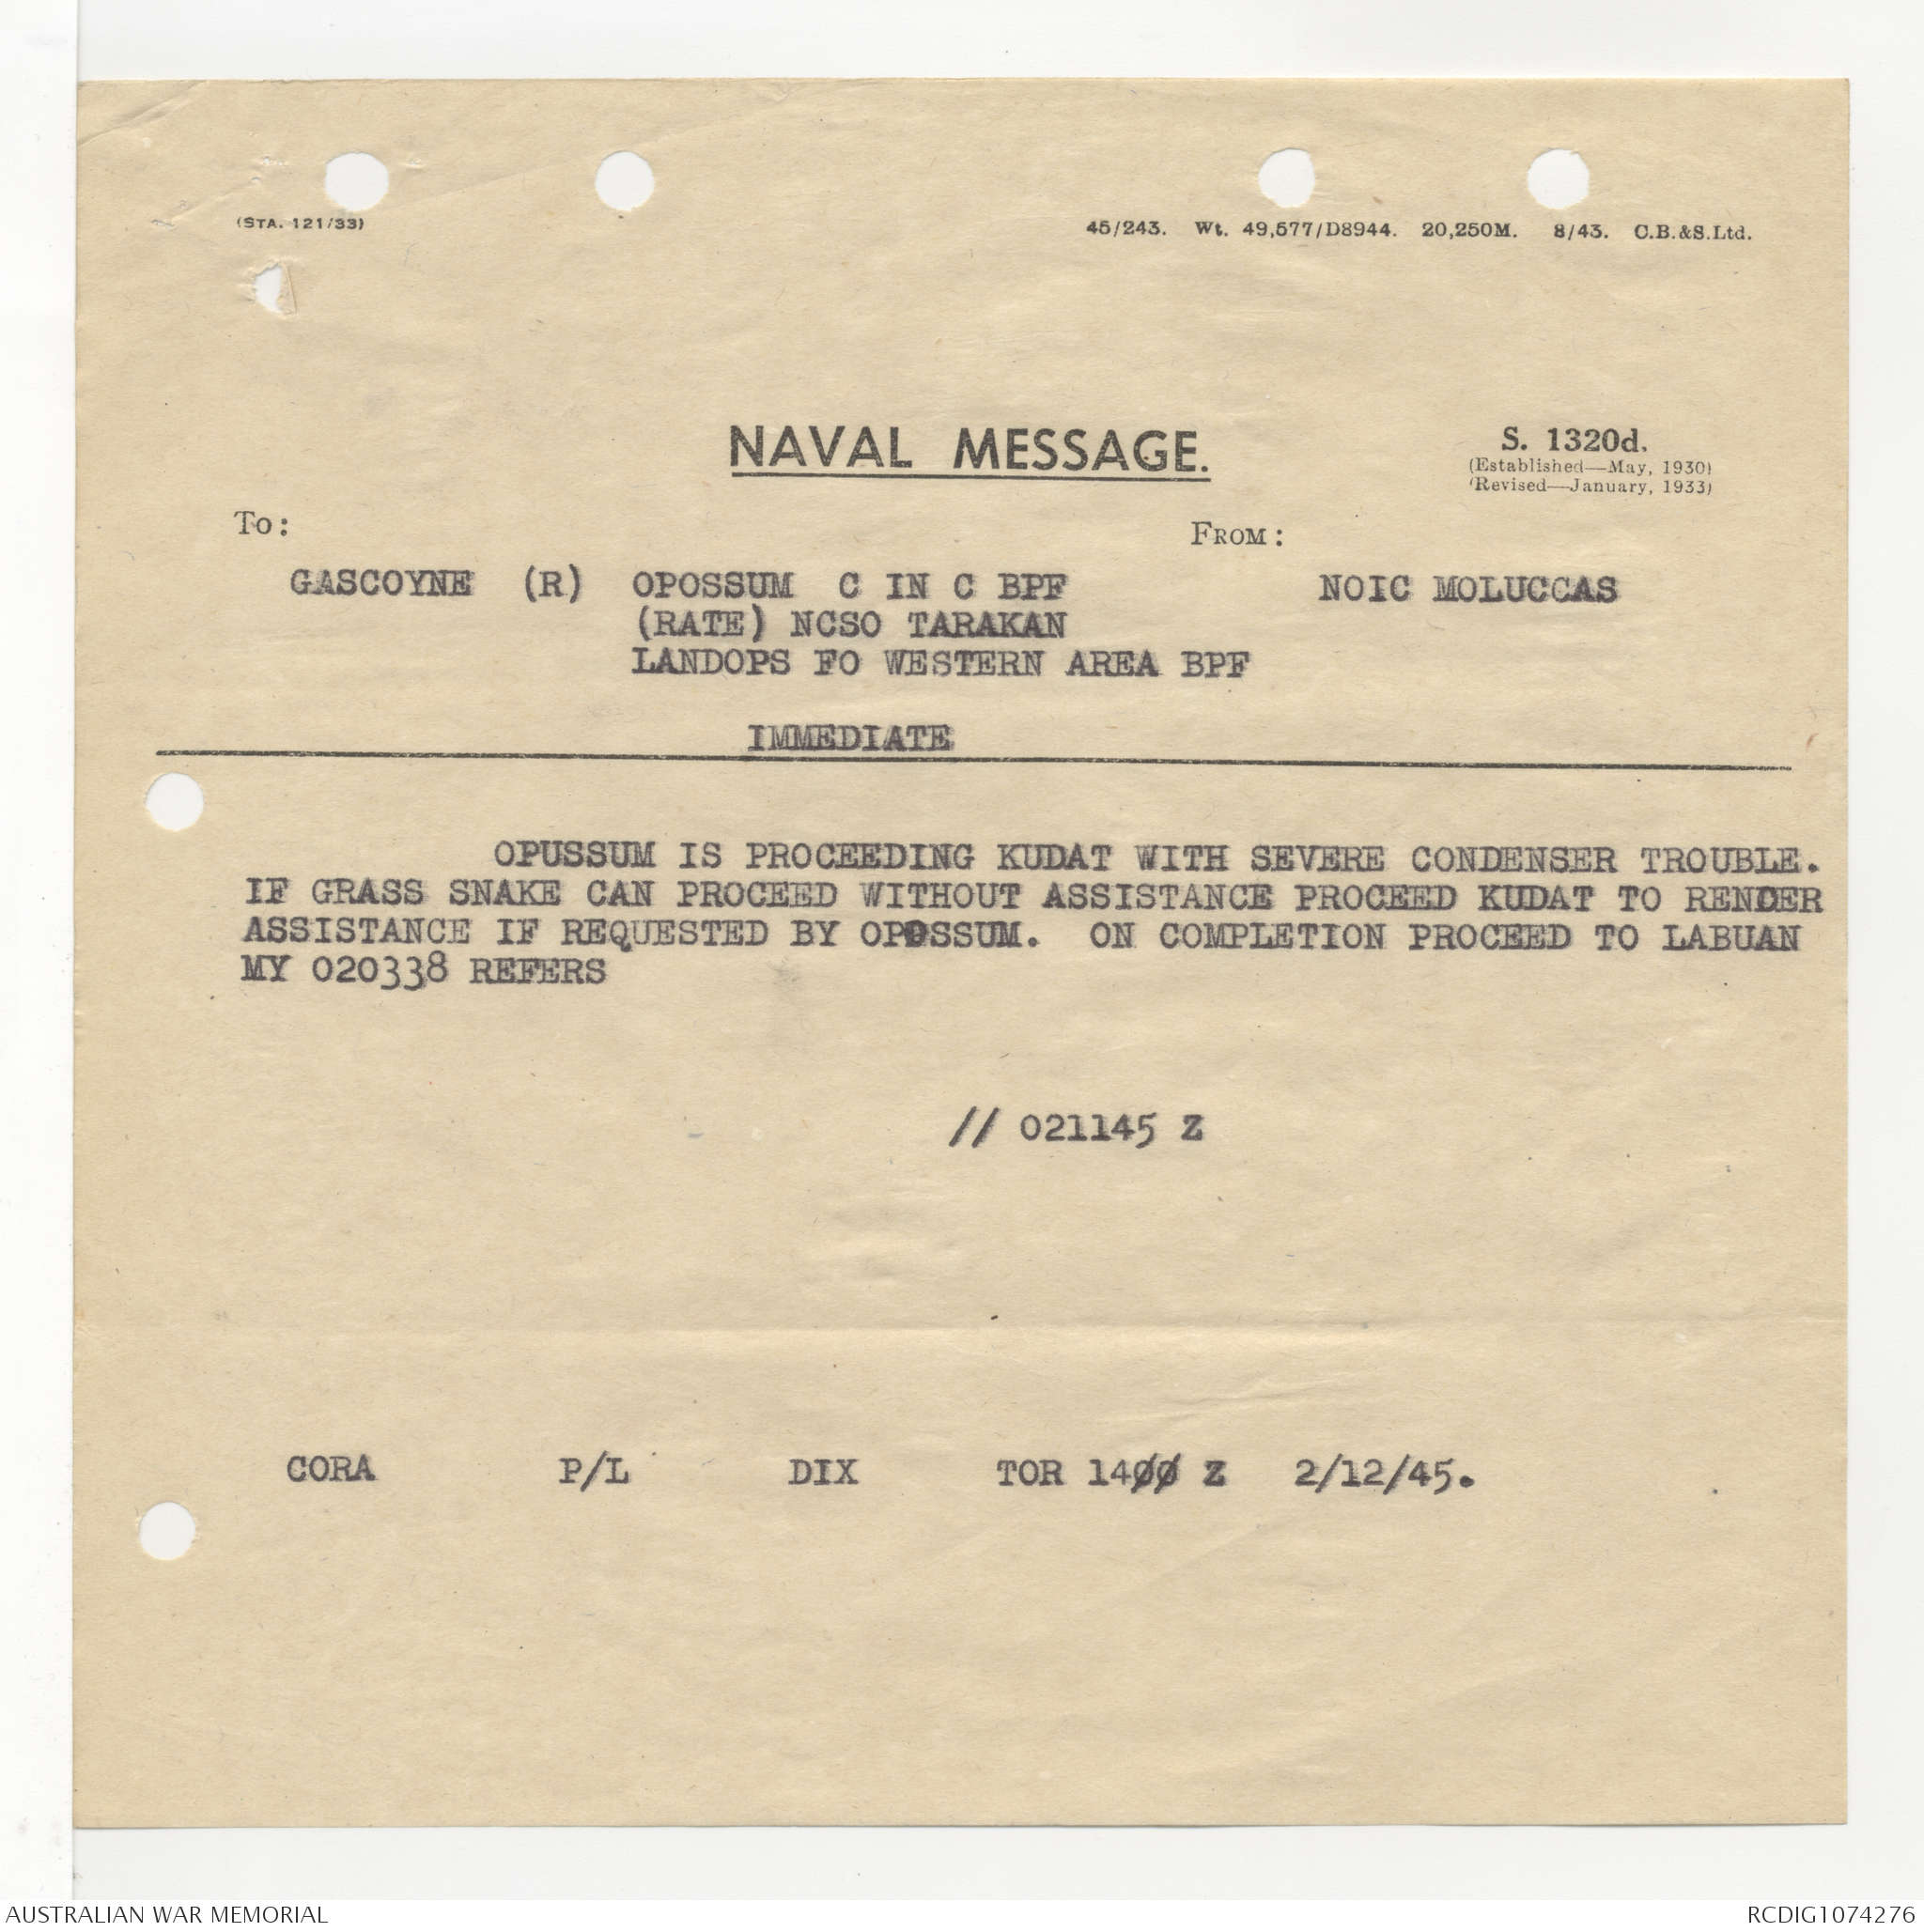 (STA. 121/33)
45/243. Wt. 49,577/D8944. 20,250M. 8/43. C.B.&S.Ltd.
NAVAL MESSAGE.
S. 1320d.
(Established—May, 1930)
(Revised—January, 1933)
To:
FROM:
GASCOYNE (R) OPOSSUM C IN C BPF NOIC MOLUCCAS
(RATE) NCSO TARAKAN
LANDOPS FO WESTERN AREA BPF
IMMEDIATE
OPUSSUM IS PROCEEDING KUDAT WITH SEVERE CONDENSER TROUBLE.
IF GRASS SNAKE CAN PROCEED WITHOUT ASSISTANCE PROCEED KUDAT TO RENDER
ASSISTANCE IF REQUESTED BY OPOSSUM. ON COMPLETION PROCEED TO LABUAN
MY 020338 REFERS
// 021145 Z
CORA P/L DIX TOR 14ØØ Z 2/12/45.
AUSTRALIAN WAR MEMORIAL
RCDIG1074276